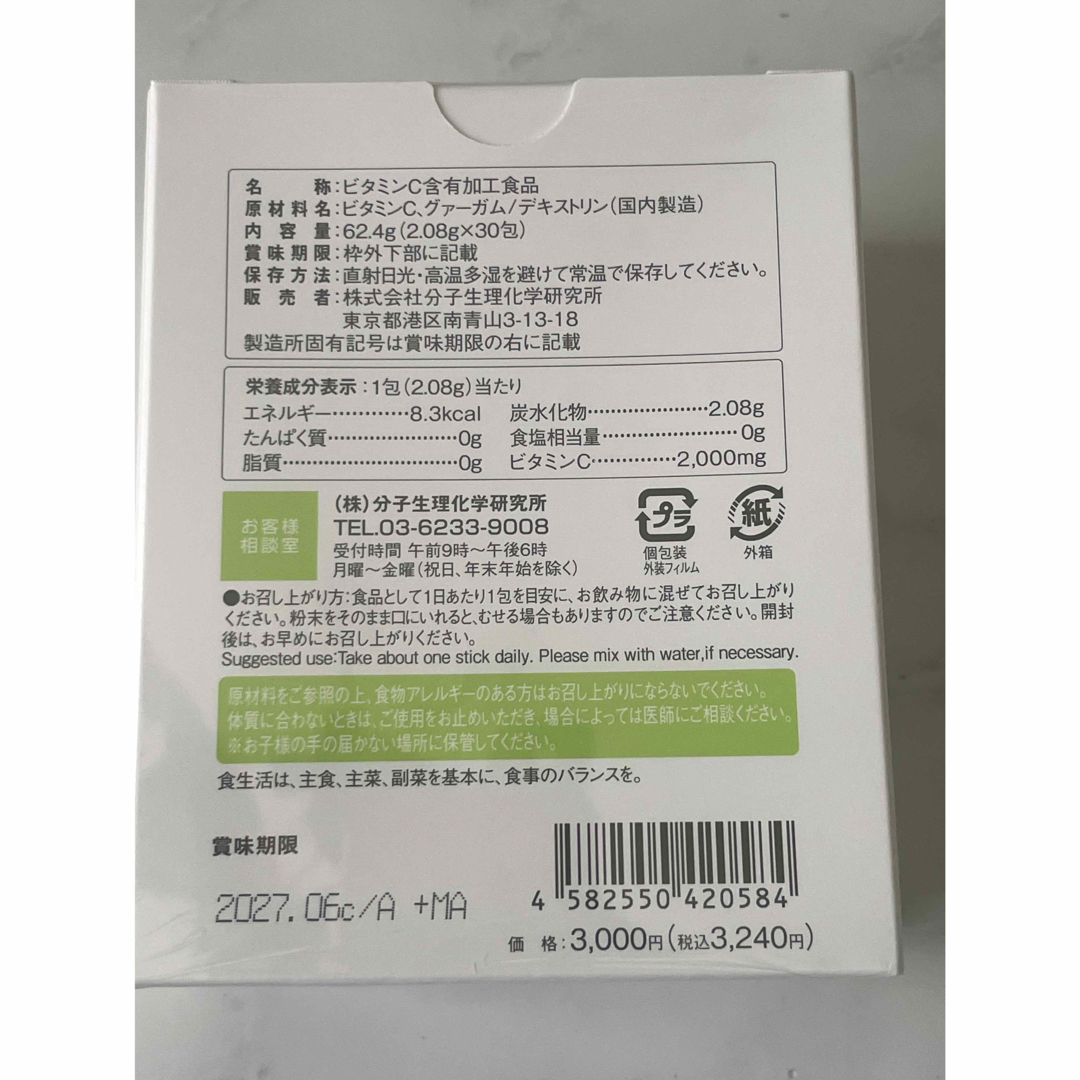 名称：ビタミンC含有加工食品
原材料名：ビタミンC、グァーガム/デキストリン（国内製造）
内容量：62.4g（2.08g×30包）
賞味期限：枠外下部に記載
保存方法：直射日光・高温多湿を避けて常温で保存してください。
販売者：株式会社分子生理化学研究所
東京都港区南青山3-13-18
製造所固有記号は賞味期限の右に記載
栄養成分表示：1包（2.08g）当たり
エネルギー…………8.3kcal 炭水化物…………………2.08g
たんぱく質…………………0g 食塩相当量…………………0g
脂質…………………………0g ビタミンC……………2,000mg
お客様
相談室
（株）分子生理化学研究所
TEL.03-6233-9008
受付時間 午前9時～午後6時
月曜～金曜（祝日、年末年始を除く）
プラ
個包装
外装フィルム
紙
外箱
●お召し上がり方：食品として1日あたり1包を目安に、お飲み物に混ぜてお召し上がり
ください。粉末をそのまま口にいれると、むせる場合もありますのでご注意ください。開封
後は、お早めにお召し上がりください。
Suggested use:Take about one stick daily. Please mix with water,if necessary.
原材料をご参照の上、食物アレルギーのある方はお召し上がりにならないでください。
体質に合わないときは、ご使用をお止めいただき、場合によっては医師にご相談ください。
※お子様の手の届かない場所に保管してください。
食生活は、主食、主菜、副菜を基本に、食事のバランスを。
賞味期限
2027.06c/A +MA
4 582550 420584
価格：3,000円（税込3,240円）